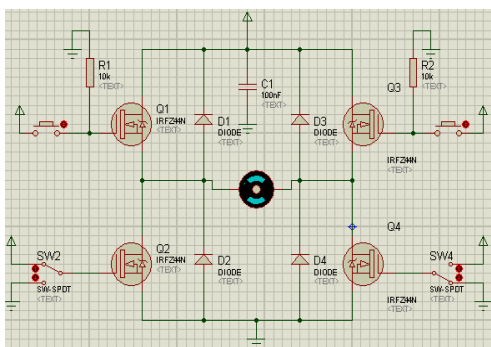 R1
10k
<TEXT>
Q1
IRFZ44N
<TEXT>
D1
DIODE
<TEXT>
C1
100nF
<TEXT>
D3
DIODE
<TEXT>
Q3
IRFZ44N
<TEXT>
R2
10k
<TEXT>
SW2
SW-SPDT
<TEXT>
Q2
IRFZ44N
<TEXT>
D2
DIODE
<TEXT>
D4
DIODE
<TEXT>
Q4
IRFZ44N
<TEXT>
SW4
SW-SPDT
<TEXT>